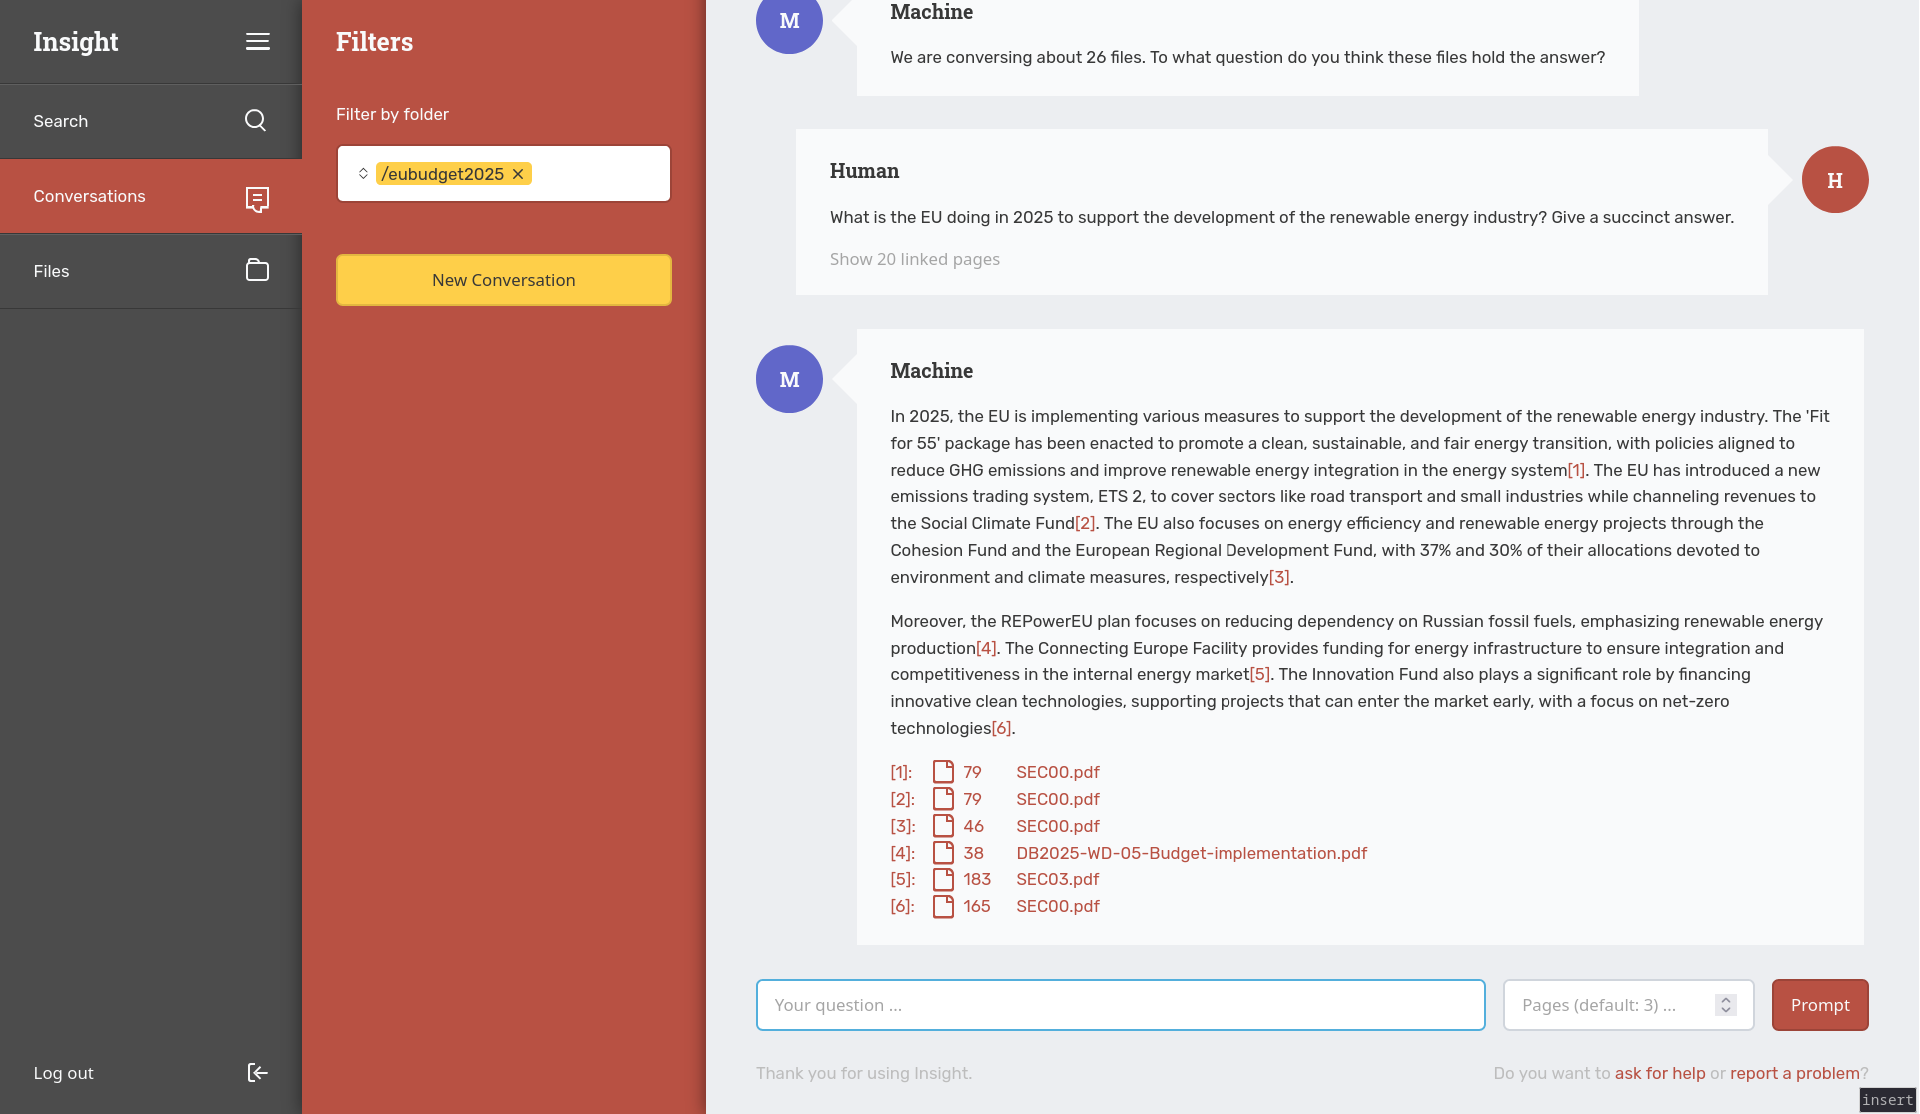 Insight
Search
Conversations
Files
Log out
Filters
Filter by folder
/eubudget2025
New Conversation
M
Machine
We are conversing about 26 files. To what question do you think these files hold the answer?
Human
H
What is the EU doing in 2025 to support the development of the renewable energy industry? Give a succinct answer.
Show 20 linked pages
M
Machine
In 2025, the EU is implementing various measures to support the development of the renewable energy industry. The 'Fit
for 55' package has been enacted to promote a clean, sustainable, and fair energy transition, with policies aligned to
reduce GHG emissions and improve renewable energy integration in the energy system[1]. The EU has introduced a new
emissions trading system, ETS 2, to cover sectors like road transport and small industries while channeling revenues to
the Social Climate Fund[2]. The EU also focuses on energy efficiency and renewable energy projects through the
Cohesion Fund and the European Regional Development Fund, with 37% and 30% of their allocations devoted to
environment and climate measures, respectively[3].
Moreover, the REPowerEU plan focuses on reducing dependency on Russian fossil fuels, emphasizing renewable energy
production[4]. The Connecting Europe Facility provides funding for energy infrastructure to ensure integration and
competitiveness in the internal energy market[5]. The Innovation Fund also plays a significant role by financing
innovative clean technologies, supporting projects that can enter the market early, with a focus on net-zero
technologies[6].
[1]: 79 SEC00.pdf
[2]: 79 SEC00.pdf
[3]: 46 SEC00.pdf
[4]: 38 DB2025-WD-05-Budget-implementation.pdf
[5]: 183 SEC03.pdf
[6]: 165 SEC00.pdf
Your question ...
Pages (default: 3) ...
Prompt
Thank you for using Insight.
Do you want to ask for help or report a problem?
insert